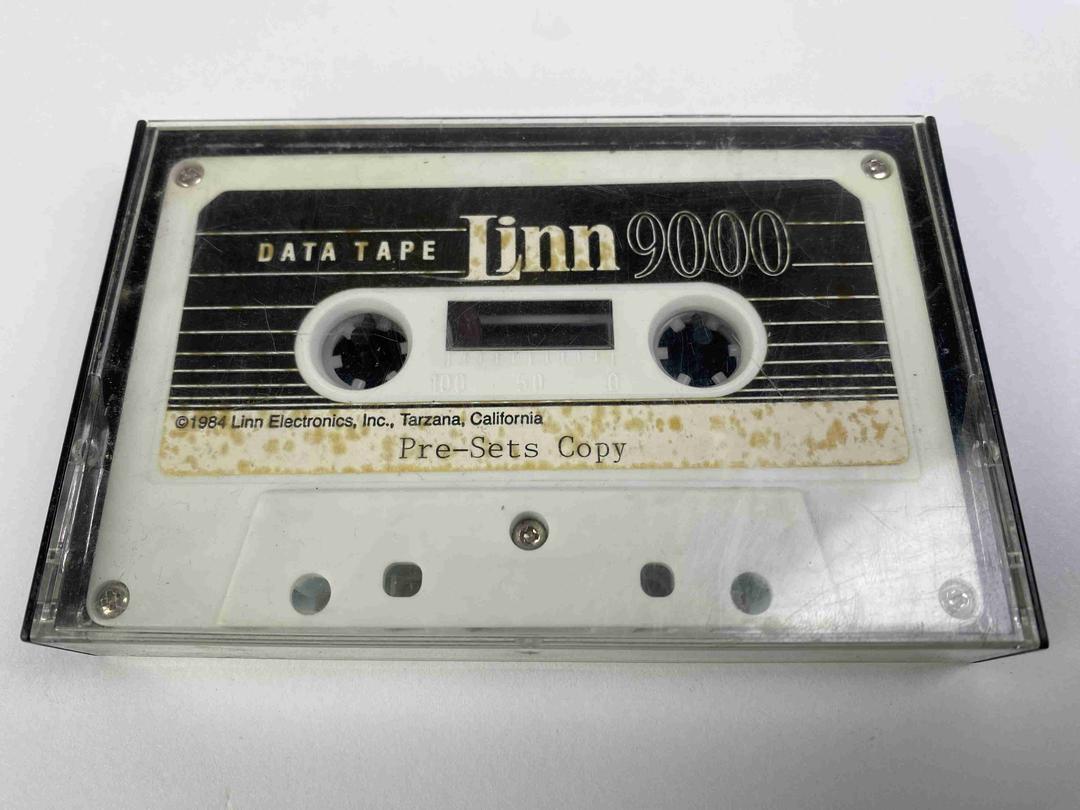 DATA TAPE Linn 9000
100 50 0
©1984 Linn Electronics, Inc., Tarzana, California
Pre-Sets Copy